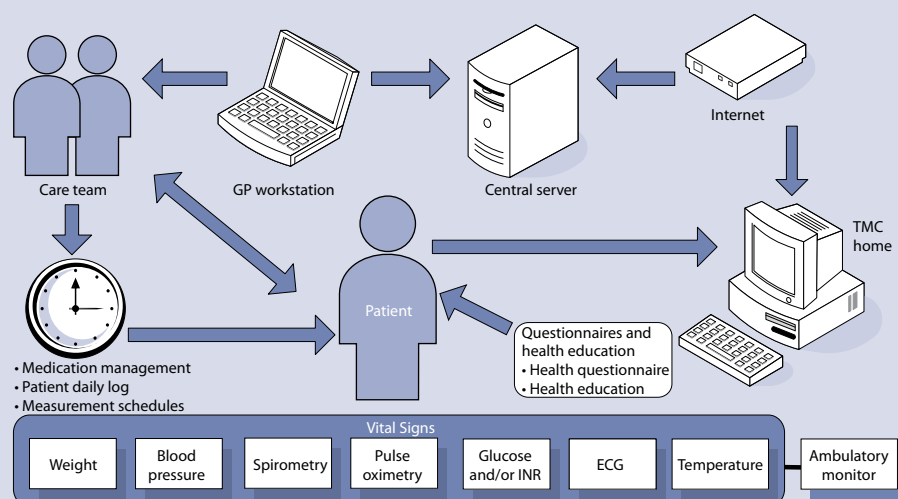 Internet
Care team
GP workstation
Central server
TMC
home
Patient
Questionnaires and
health education
• Health questionnaire
• Health education
• Medication management
• Patient daily log
• Measurement schedules
Vital Signs
Weight
Blood
pressure
Spirometry
Pulse
oximetry
Glucose
and/or INR
ECG
Temperature
Ambulatory
monitor